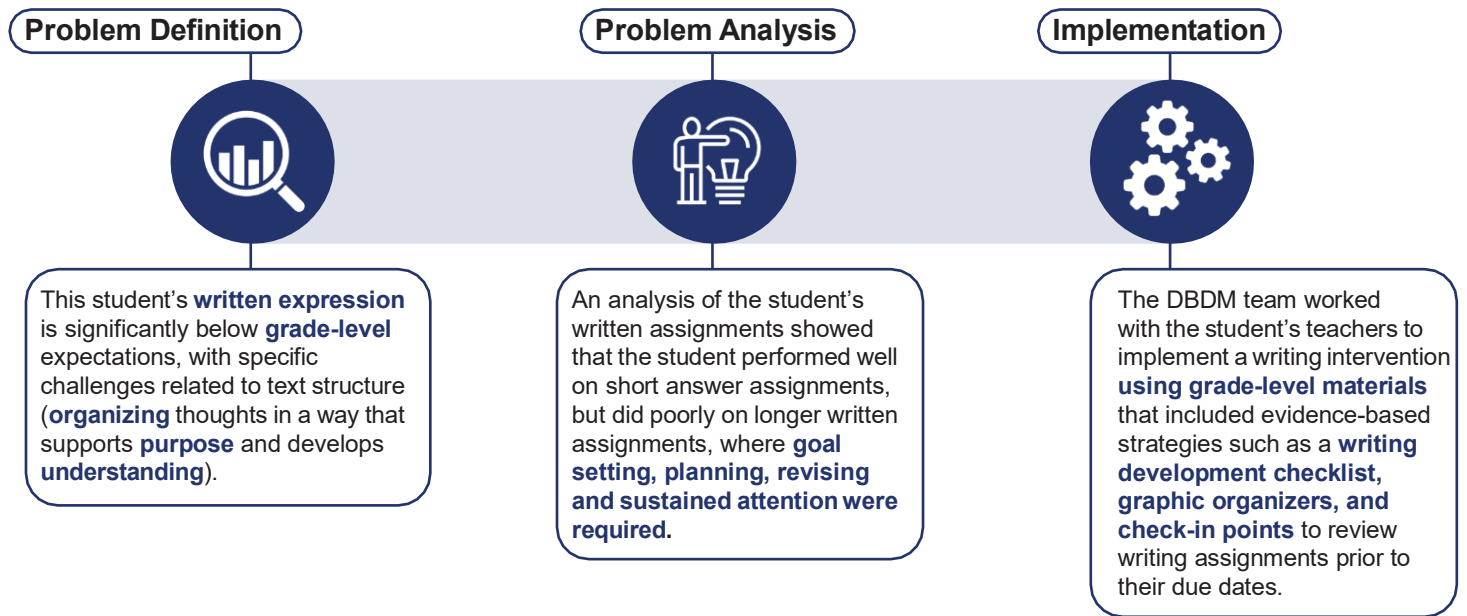 Problem Definition
Problem Analysis
Implementation
This student’s written expression
is significantly below grade-level
expectations, with specific
challenges related to text structure
(organizing thoughts in a way that
supports purpose and develops
understanding).
An analysis of the student’s
written assignments showed
that the student performed well
on short answer assignments,
but did poorly on longer written
assignments, where goal
setting, planning, revising
and sustained attention were
required.
The DBDM team worked
with the student’s teachers to
implement a writing intervention
using grade-level materials
that included evidence-based
strategies such as a writing
development checklist,
graphic organizers, and
check-in points to review
writing assignments prior to
their due dates.